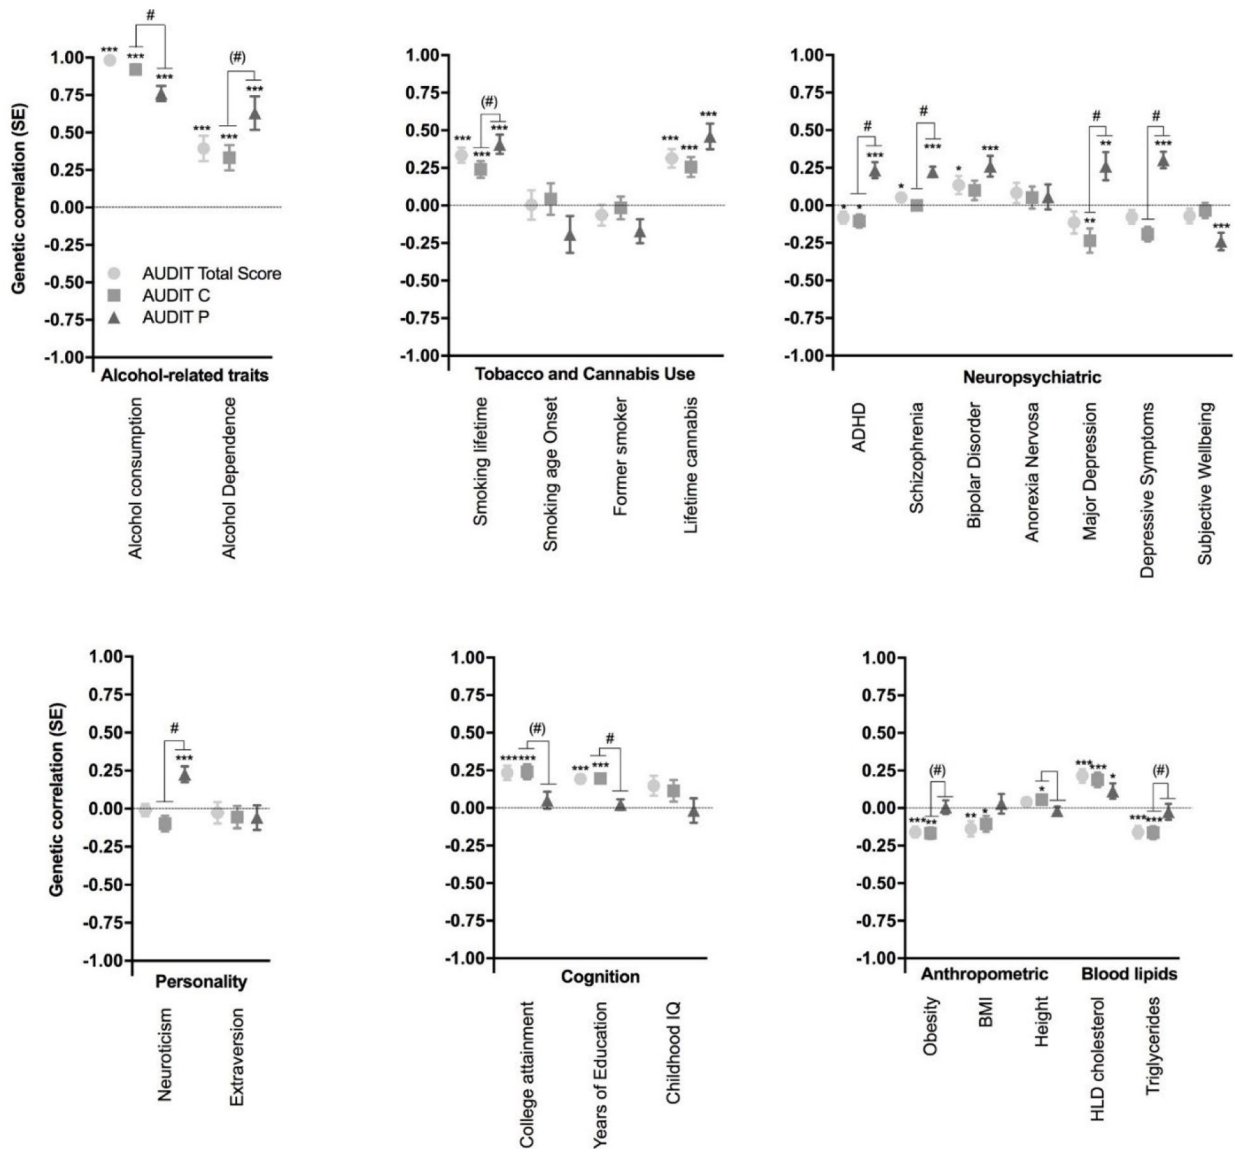 #
(#)
***
***
***
***
***
***
1.00
0.75
0.50
0.25
0.00
-0.25
-0.50
-0.75
-1.00
Genetic correlation (SE)
AUDIT Total Score
AUDIT C
AUDIT P
Alcohol-related traits
Alcohol consumption
Alcohol Dependence
(#)
***
***
***
***
***
***
1.00
0.75
0.50
0.25
0.00
-0.25
-0.50
-0.75
-1.00
Tobacco and Cannabis Use
Smoking lifetime
Smoking age Onset
Former smoker
Lifetime cannabis
#
#
#
#
*
*
***
*
***
*
***
**
**
***
***
1.00
0.75
0.50
0.25
0.00
-0.25
-0.50
-0.75
-1.00
Neuropsychiatric
ADHD
Schizophrenia
Bipolar Disorder
Anorexia Nervosa
Major Depression
Depressive Symptoms
Subjective Wellbeing
#
***
1.00
0.75
0.50
0.25
0.00
-0.25
-0.50
-0.75
-1.00
Genetic correlation (SE)
Personality
Neuroticism
Extraversion
(#)
#
******
***
***
1.00
0.75
0.50
0.25
0.00
-0.25
-0.50
-0.75
-1.00
Cognition
College attainment
Years of Education
Childhood IQ
(#)
(#)
***
**
**
*
*
***
***
*
***
***
1.00
0.75
0.50
0.25
0.00
-0.25
-0.50
-0.75
-1.00
Anthropometric
Blood lipids
Obesity
BMI
Height
HLD cholesterol
Triglycerides